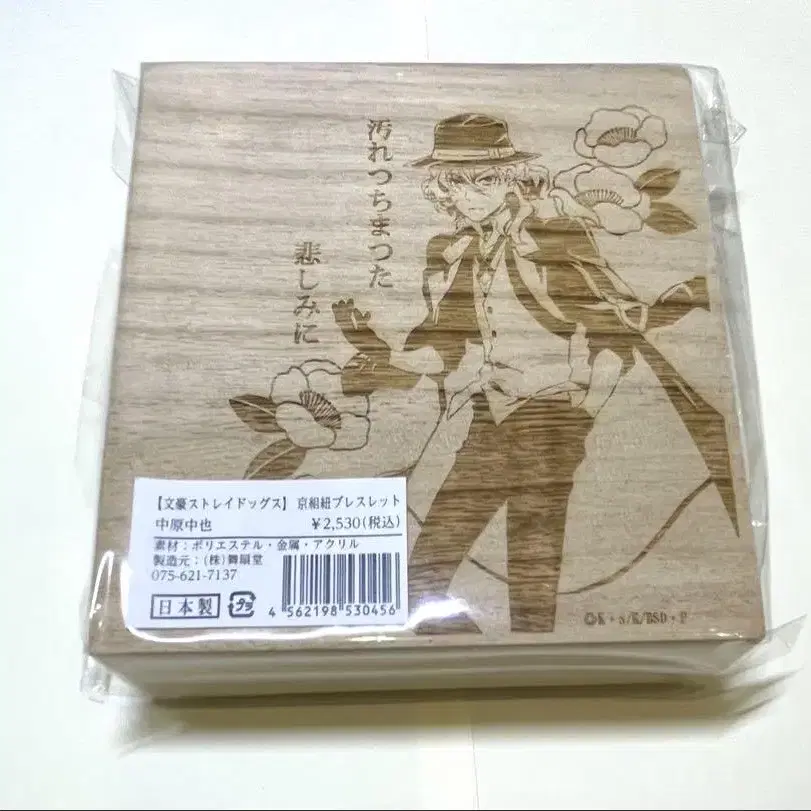 汚れつちまつた
悲しみに
【文豪ストレイドッグス】 京組紐ブレスレット
中原中也 ￥2,530(税込)
素材：ポリエステル・金属・アクリル
製造元：(株)舞扇堂
075-621-7137
日本製 プラ
4 562198 530456
©K・s/K/BSD・P